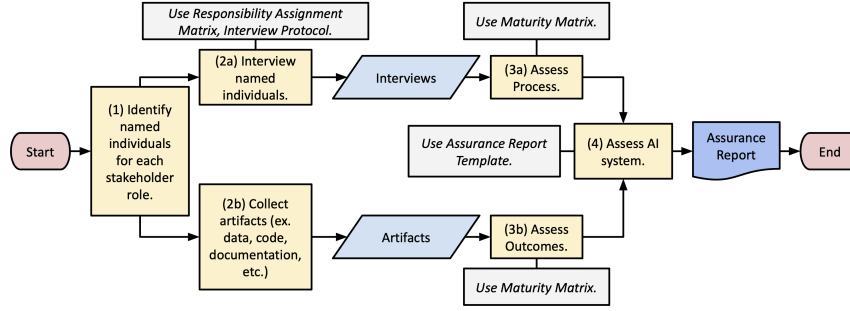 Use Responsibility Assignment
Matrix, Interview Protocol.
Use Maturity Matrix.
(2a) Interview
named
individuals.
Interviews
(3a) Assess
Process.
(1) Identify
named
individuals
for each
stakeholder
role.
Start
Use Assurance Report
Template.
(4) Assess AI
system.
Assurance
Report
End
(2b) Collect
artifacts (ex.
data, code,
documentation,
etc.)
Artifacts
(3b) Assess
Outcomes.
Use Maturity Matrix.